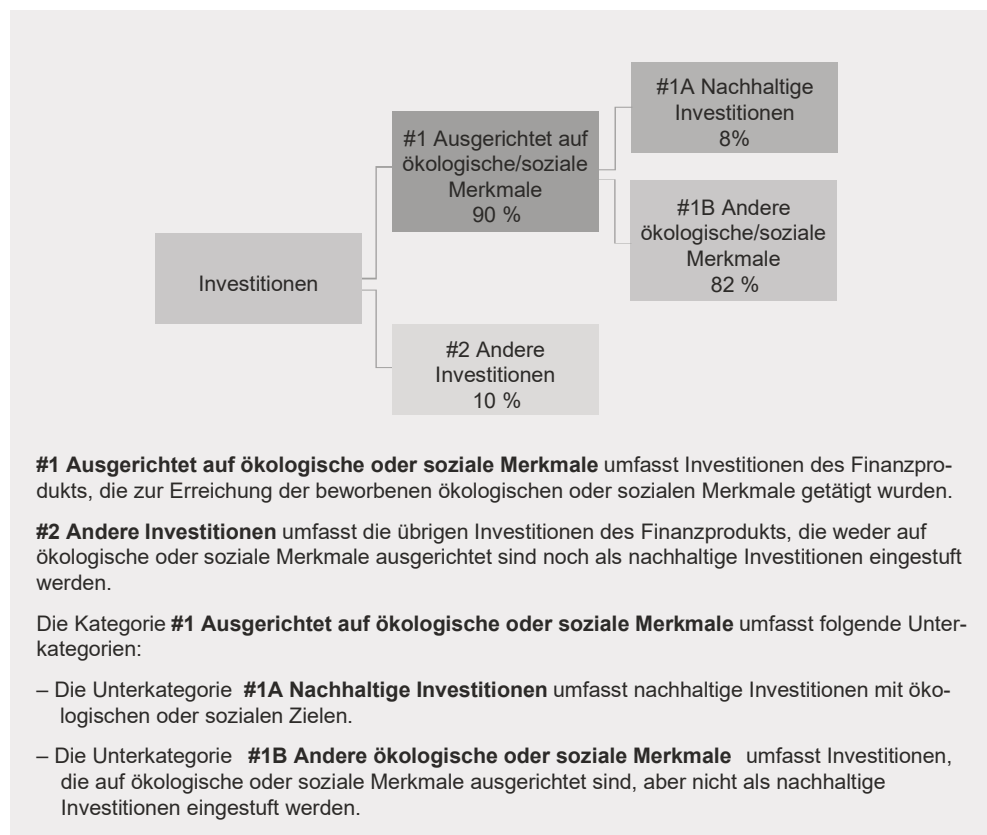 #1A Nachhaltige
Investitionen
8%
#1 Ausgerichtet auf
ökologische/soziale
Merkmale
90 %
#1B Andere
ökologische/soziale
Merkmale
82 %
Investitionen
#2 Andere
Investitionen
10 %
#1 Ausgerichtet auf ökologische oder soziale Merkmale umfasst Investitionen des Finanzpro-
dukts, die zur Erreichung der beworbenen ökologischen oder sozialen Merkmale getätigt wurden.
#2 Andere Investitionen umfasst die übrigen Investitionen des Finanzprodukts, die weder auf
ökologische oder soziale Merkmale ausgerichtet sind noch als nachhaltige Investitionen eingestuft
werden.
Die Kategorie #1 Ausgerichtet auf ökologische oder soziale Merkmale umfasst folgende Unter-
kategorien:
– Die Unterkategorie #1A Nachhaltige Investitionen umfasst nachhaltige Investitionen mit öko-
logischen oder sozialen Zielen.
– Die Unterkategorie #1B Andere ökologische oder soziale Merkmale umfasst Investitionen,
die auf ökologische oder soziale Merkmale ausgerichtet sind, aber nicht als nachhaltige
Investitionen eingestuft werden.